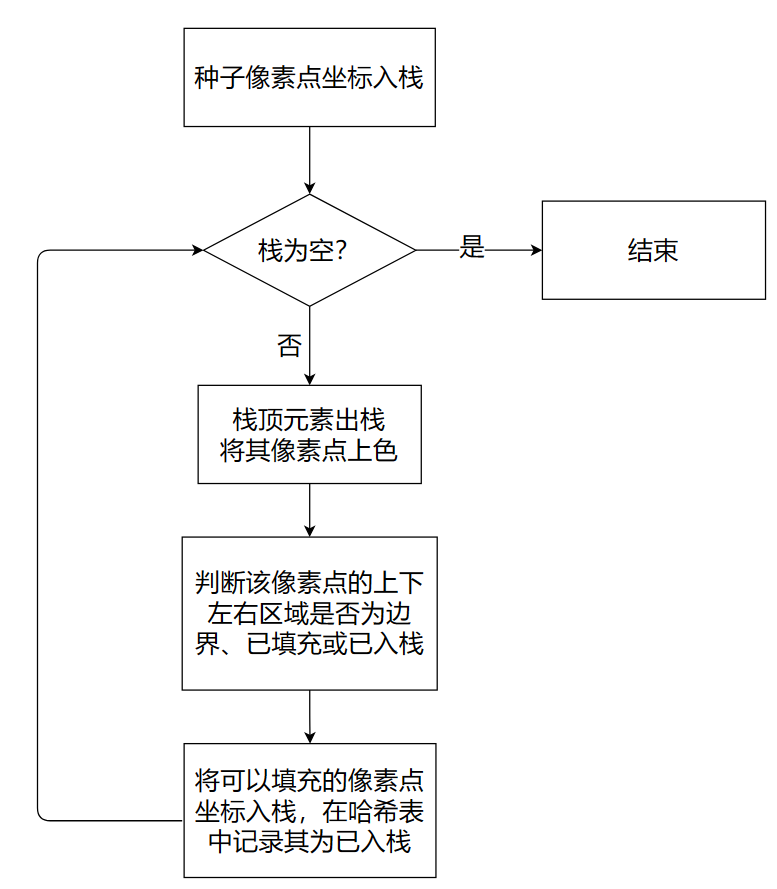 种子像素点坐标入栈
栈为空？
是
结束
否
栈顶元素出栈
将其像素点上色
判断该像素点的上下
左右区域是否为边
界、已填充或已入栈
将可以填充的像素点
坐标入栈，在哈希表
中记录其为已入栈